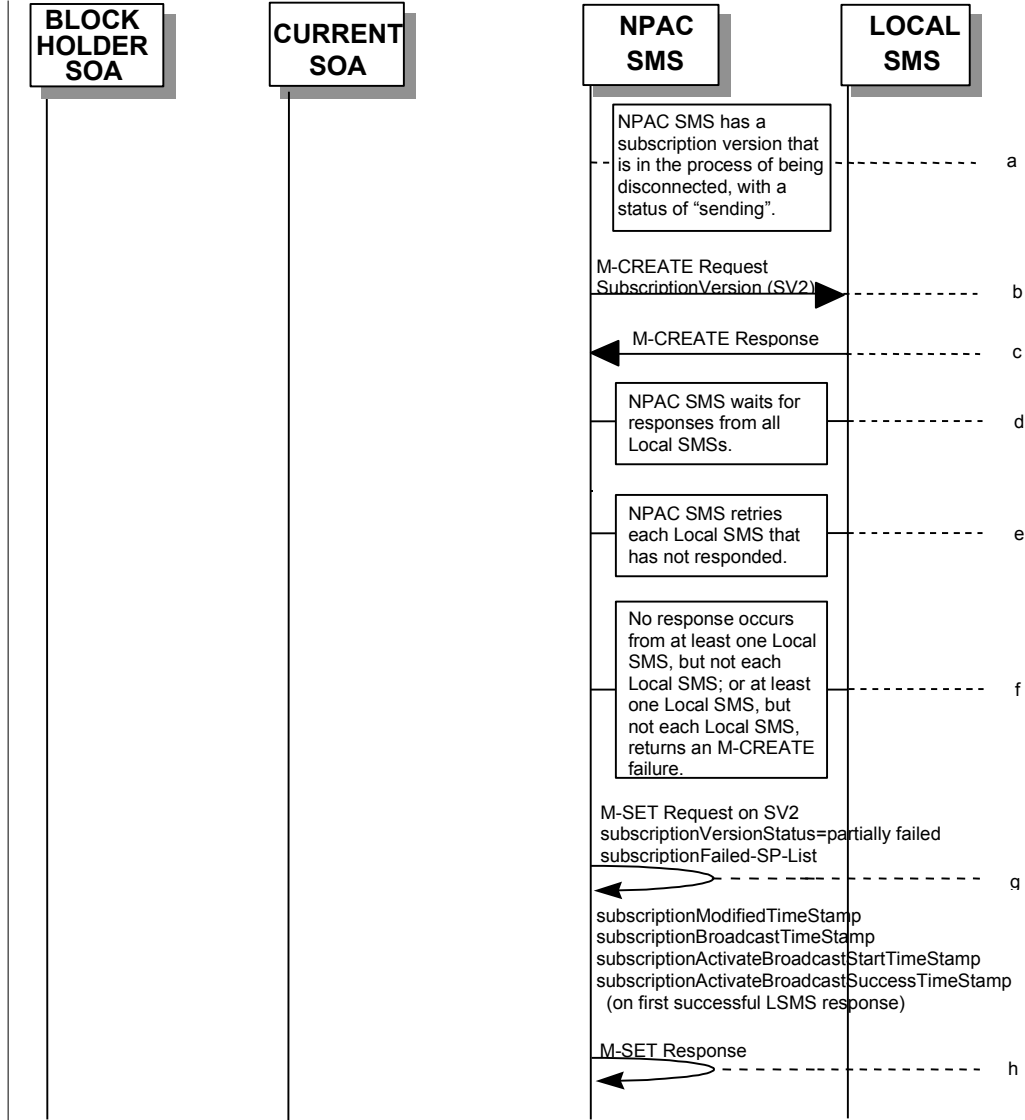 BLOCK
HOLDER
SOA
CURRENT
SOA
NPAC
SMS
LOCAL
SMS
NPAC SMS has a
subscription version that
is in the process of being
disconnected, with a
status of “sending”.
a
M-CREATE Request
SubscriptionVersion (SV2)
b
M-CREATE Response
c
NPAC SMS waits for
responses from all
Local SMSs.
d
NPAC SMS retries
each Local SMS that
has not responded.
e
No response occurs
from at least one Local
SMS, but not each
Local SMS; or at least
one Local SMS, but
not each Local SMS,
returns an M-CREATE
failure.
f
M-SET Request on SV2
subscriptionVersionStatus=partially failed
subscriptionFailed-SP-List
g
subscriptionModifiedTimeStamp
subscriptionBroadcastTimeStamp
subscriptionActivateBroadcastStartTimeStamp
subscriptionActivateBroadcastSuccessTimeStamp
(on first successful LSMS response)
M-SET Response
h